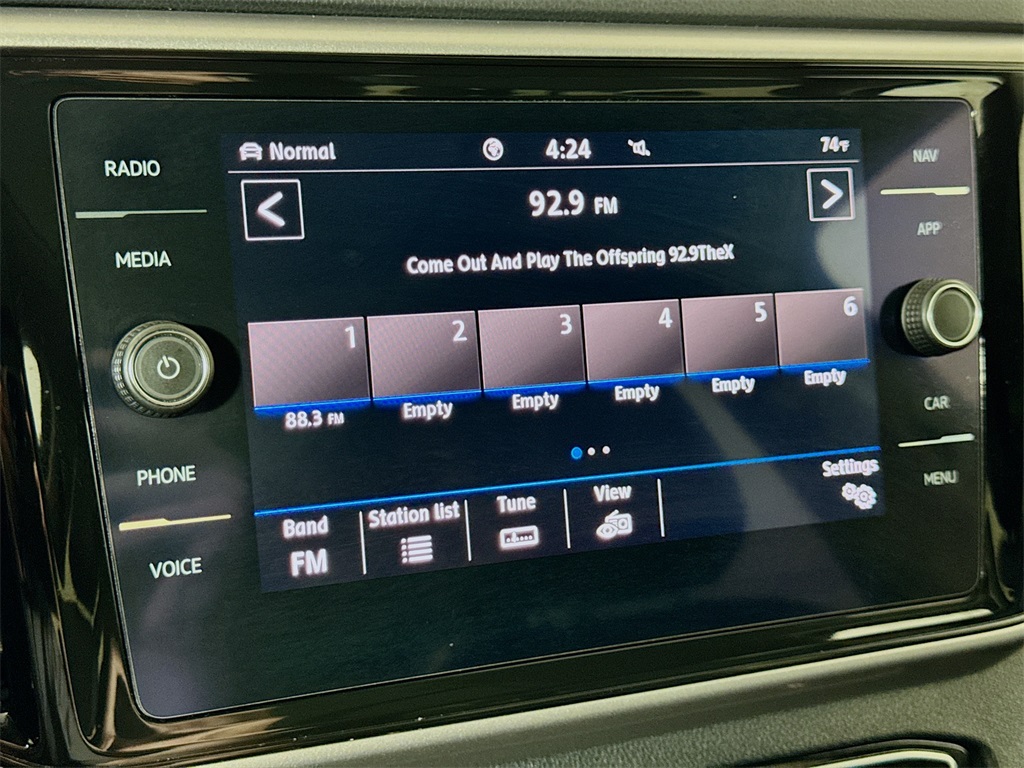 Normal 4:24 74°F
92.9 FM
Come Out And Play The Offspring 92.9TheX
1 2 3 4 5 6
88.3 FM Empty Empty Empty Empty Empty
Settings
Band Station list Tune View
FM
RADIO
MEDIA
PHONE
VOICE
NAV
APP
CAR
MENU